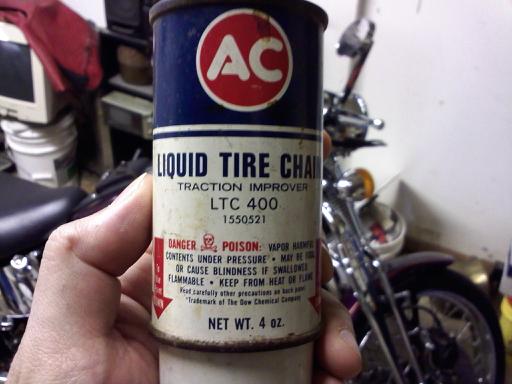 AC
LIQUID TIRE CHAIN
TRACTION IMPROVER
LTC 400
1550521
DANGER POISON: VAPOR HARMFUL
CONTENTS UNDER PRESSURE • MAY BE FATAL
OR CAUSE BLINDNESS IF SWALLOWED
FLAMMABLE • KEEP FROM HEAT OR FLAME
Read carefully other precautions on back panel
*Trademark of The Dow Chemical Company
NET WT. 4 oz.